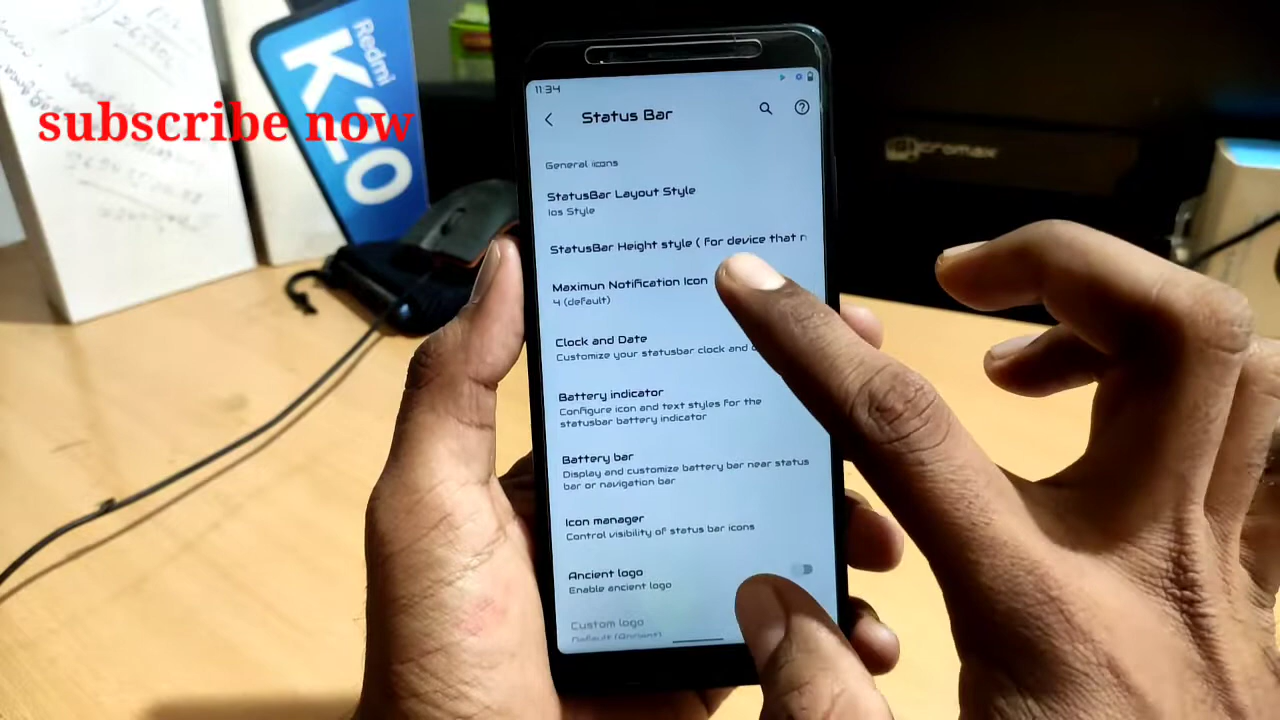 subscribe now
Redmi
K20
cromax
11:34
Status Bar
General icons
StatusBar Layout Style
Ios Style
StatusBar Height style ( For device that r
Maximun Notification Icon
4 (default)
Clock and Date
Customize your statusbar clock and
Battery indicator
Configure icon and text styles for the
statusbar battery indicator
Battery bar
Display and customize battery bar near status
bar or navigation bar
Icon manager
Control visibility of status bar icons
Ancient logo
Enable ancient logo
Custom logo
Default (Ancient)